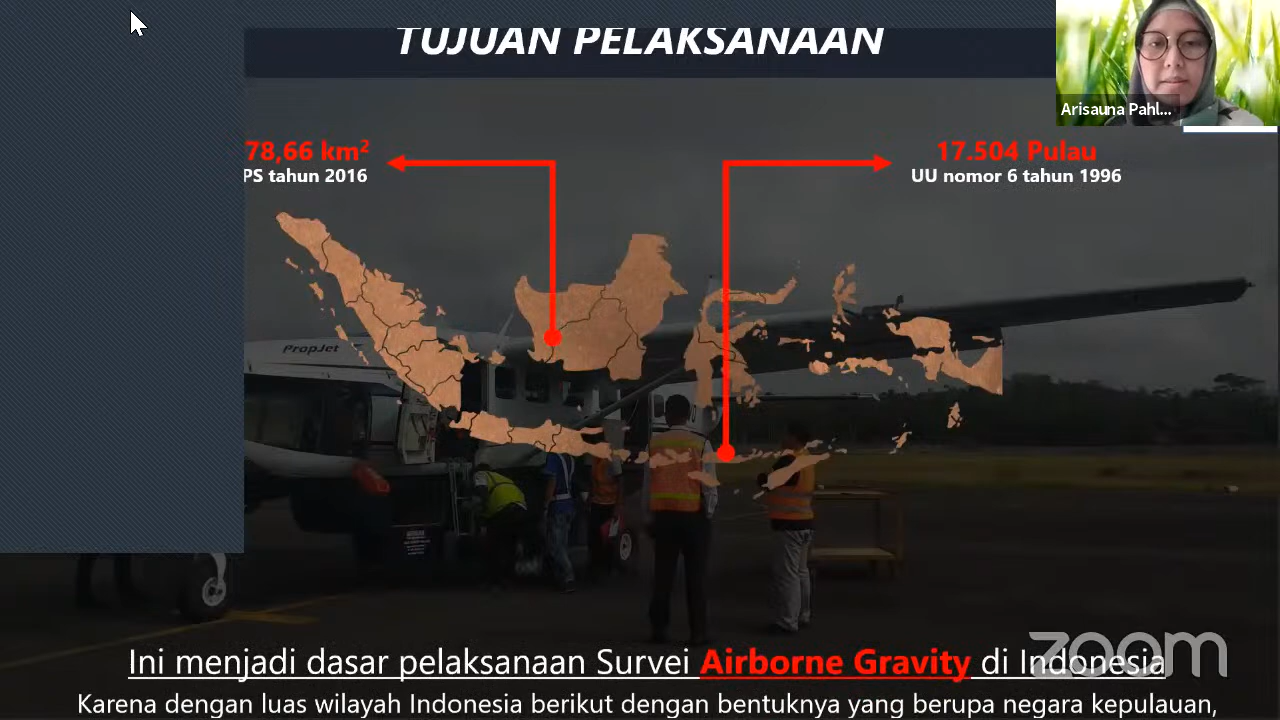 TUJUAN PELAKSANAAN
Arisauna Pahl...
78,66 km²
PS tahun 2016
17.504 Pulau
UU nomor 6 tahun 1996
PropJet
Ini menjadi dasar pelaksanaan Survei Airborne Gravity di Indonesia
zoom
Karena dengan luas wilayah Indonesia berikut dengan bentuknya yang berupa negara kepulauan,